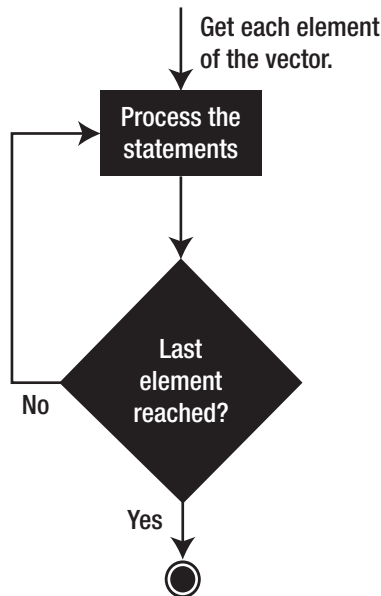 Get each element
of the vector.
Process the
statements
Last
element
reached?
No
Yes